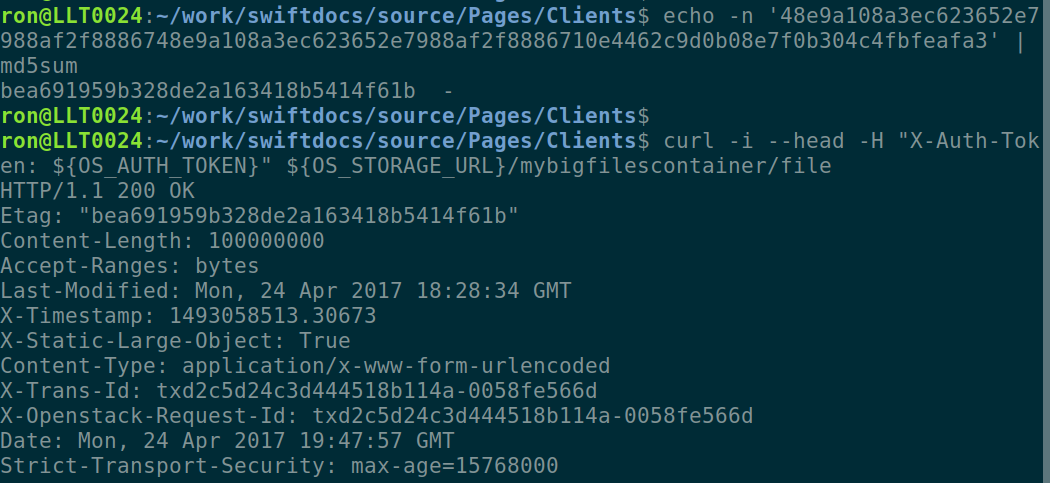 ron@LLT0024:~/work/swiftdocs/source/Pages/Clients$ echo -n '48e9a108a3ec623652e7
988af2f8886748e9a108a3ec623652e7988af2f8886710e4462c9d0b08e7f0b304c4fbfeafa3' |
md5sum
bea691959b328de2a163418b5414f61b  -
ron@LLT0024:~/work/swiftdocs/source/Pages/Clients$
ron@LLT0024:~/work/swiftdocs/source/Pages/Clients$ curl -i --head -H "X-Auth-Tok
en: ${OS_AUTH_TOKEN}" ${OS_STORAGE_URL}/mybigfilescontainer/file
HTTP/1.1 200 OK
Etag: "bea691959b328de2a163418b5414f61b"
Content-Length: 100000000
Accept-Ranges: bytes
Last-Modified: Mon, 24 Apr 2017 18:28:34 GMT
X-Timestamp: 1493058513.30673
X-Static-Large-Object: True
Content-Type: application/x-www-form-urlencoded
X-Trans-Id: txd2c5d24c3d444518b114a-0058fe566d
X-Openstack-Request-Id: txd2c5d24c3d444518b114a-0058fe566d
Date: Mon, 24 Apr 2017 19:47:57 GMT
Strict-Transport-Security: max-age=15768000